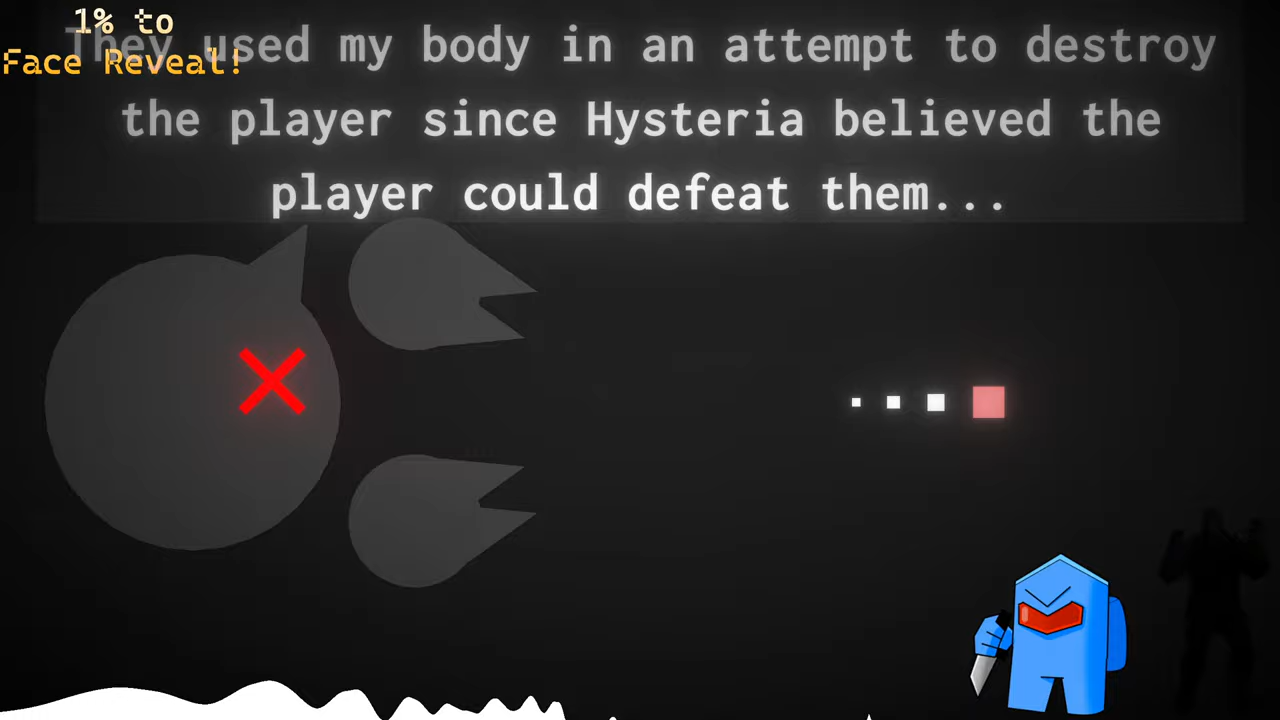 1% to
Face Reveal!
They used my body in an attempt to destroy
the player since Hysteria believed the
player could defeat them...